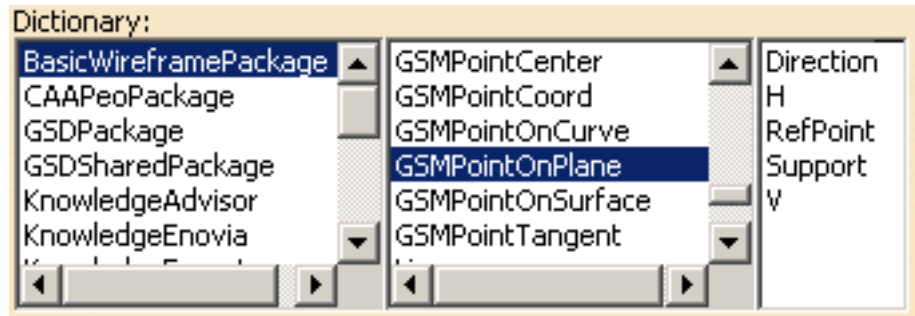 Dictionary:
BasicWireframePackage
CAAPeoPackage
GSDPackage
GSDSharedPackage
KnowledgeAdvisor
KnowledgeEnovia
GSMPointCenter
GSMPointCoord
GSMPointOnCurve
GSMPointOnPlane
GSMPointOnSurface
GSMPointTangent
Direction
H
RefPoint
Support
V